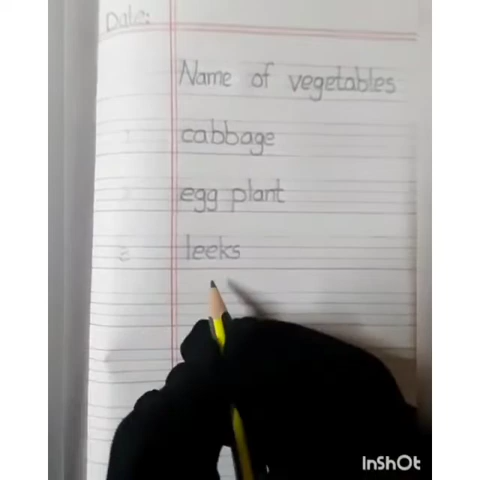 Date:
Name of vegetables
cabbage
egg plant
leeks
InShOt